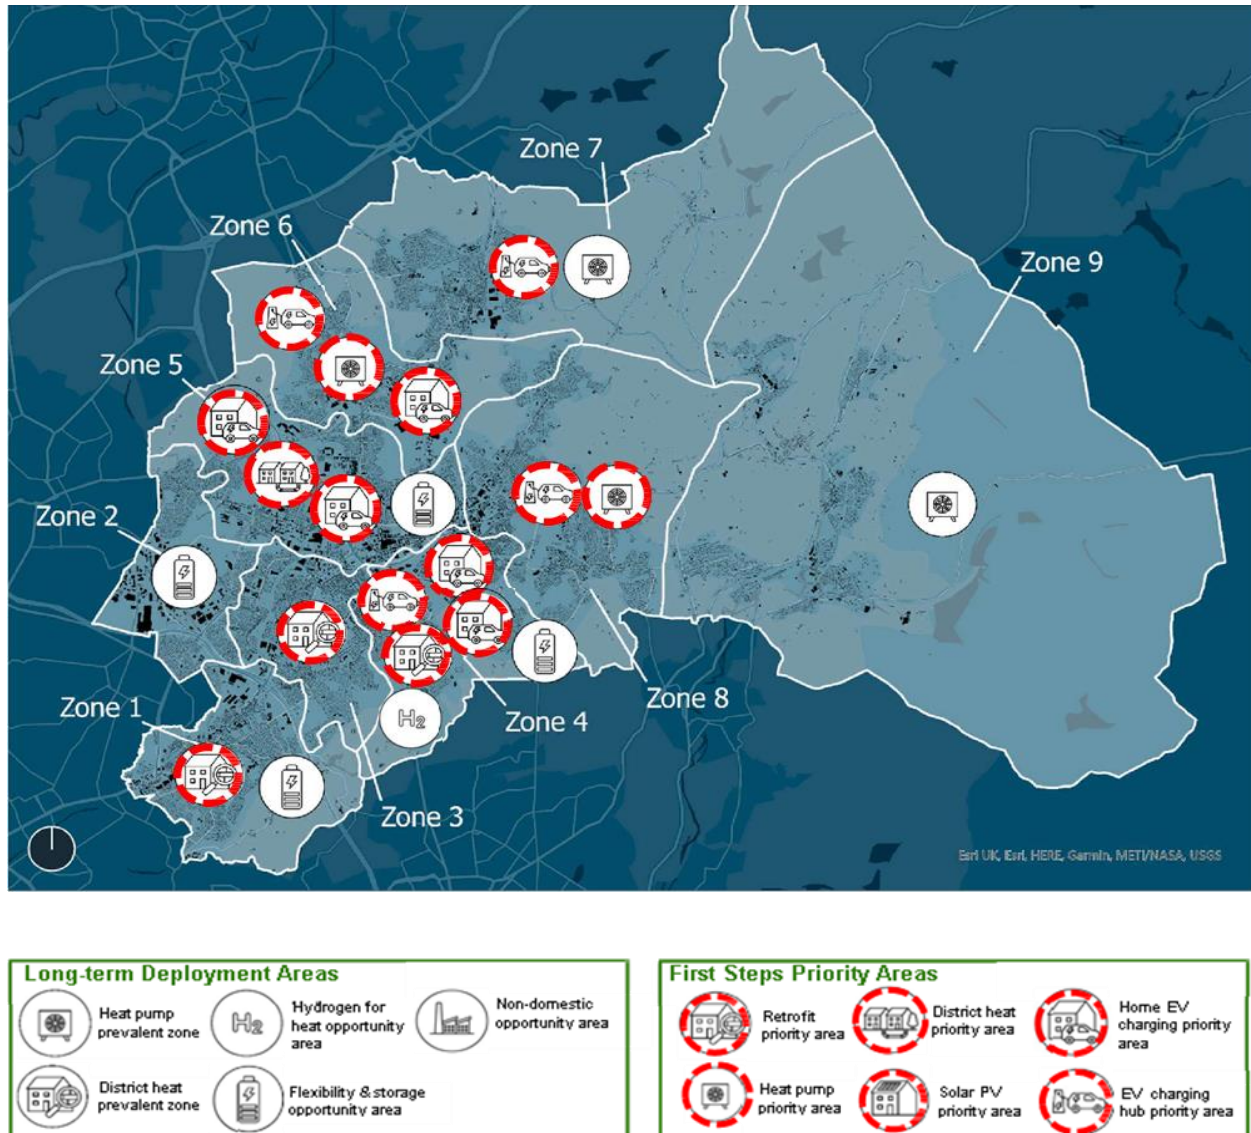 Zone 7
Zone 6
Zone 9
Zone 5
Zone 2
Zone 8
Zone 1
Zone 4
H₂
Zone 3
Esri UK, Esri, HERE, Garmin, METI/NASA, USGS
Long-term Deployment Areas
Heat pump
prevalent zone
H₂
Hydrogen for
heat opportunity
area
Non-domestic
opportunity area
District heat
prevalent zone
Flexibility & storage
opportunity area
First Steps Priority Areas
Retrofit
priority area
District heat
priority area
Home EV
charging priority
area
Heat pump
priority area
Solar PV
priority area
EV charging
hub priority area